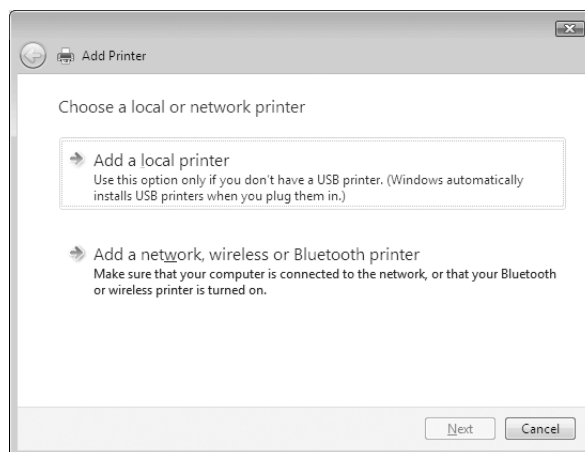 Add Printer
Choose a local or network printer
Add a local printer
Use this option only if you don't have a USB printer. (Windows automatically
installs USB printers when you plug them in.)
Add a network, wireless or Bluetooth printer
Make sure that your computer is connected to the network, or that your Bluetooth
or wireless printer is turned on.
Next
Cancel